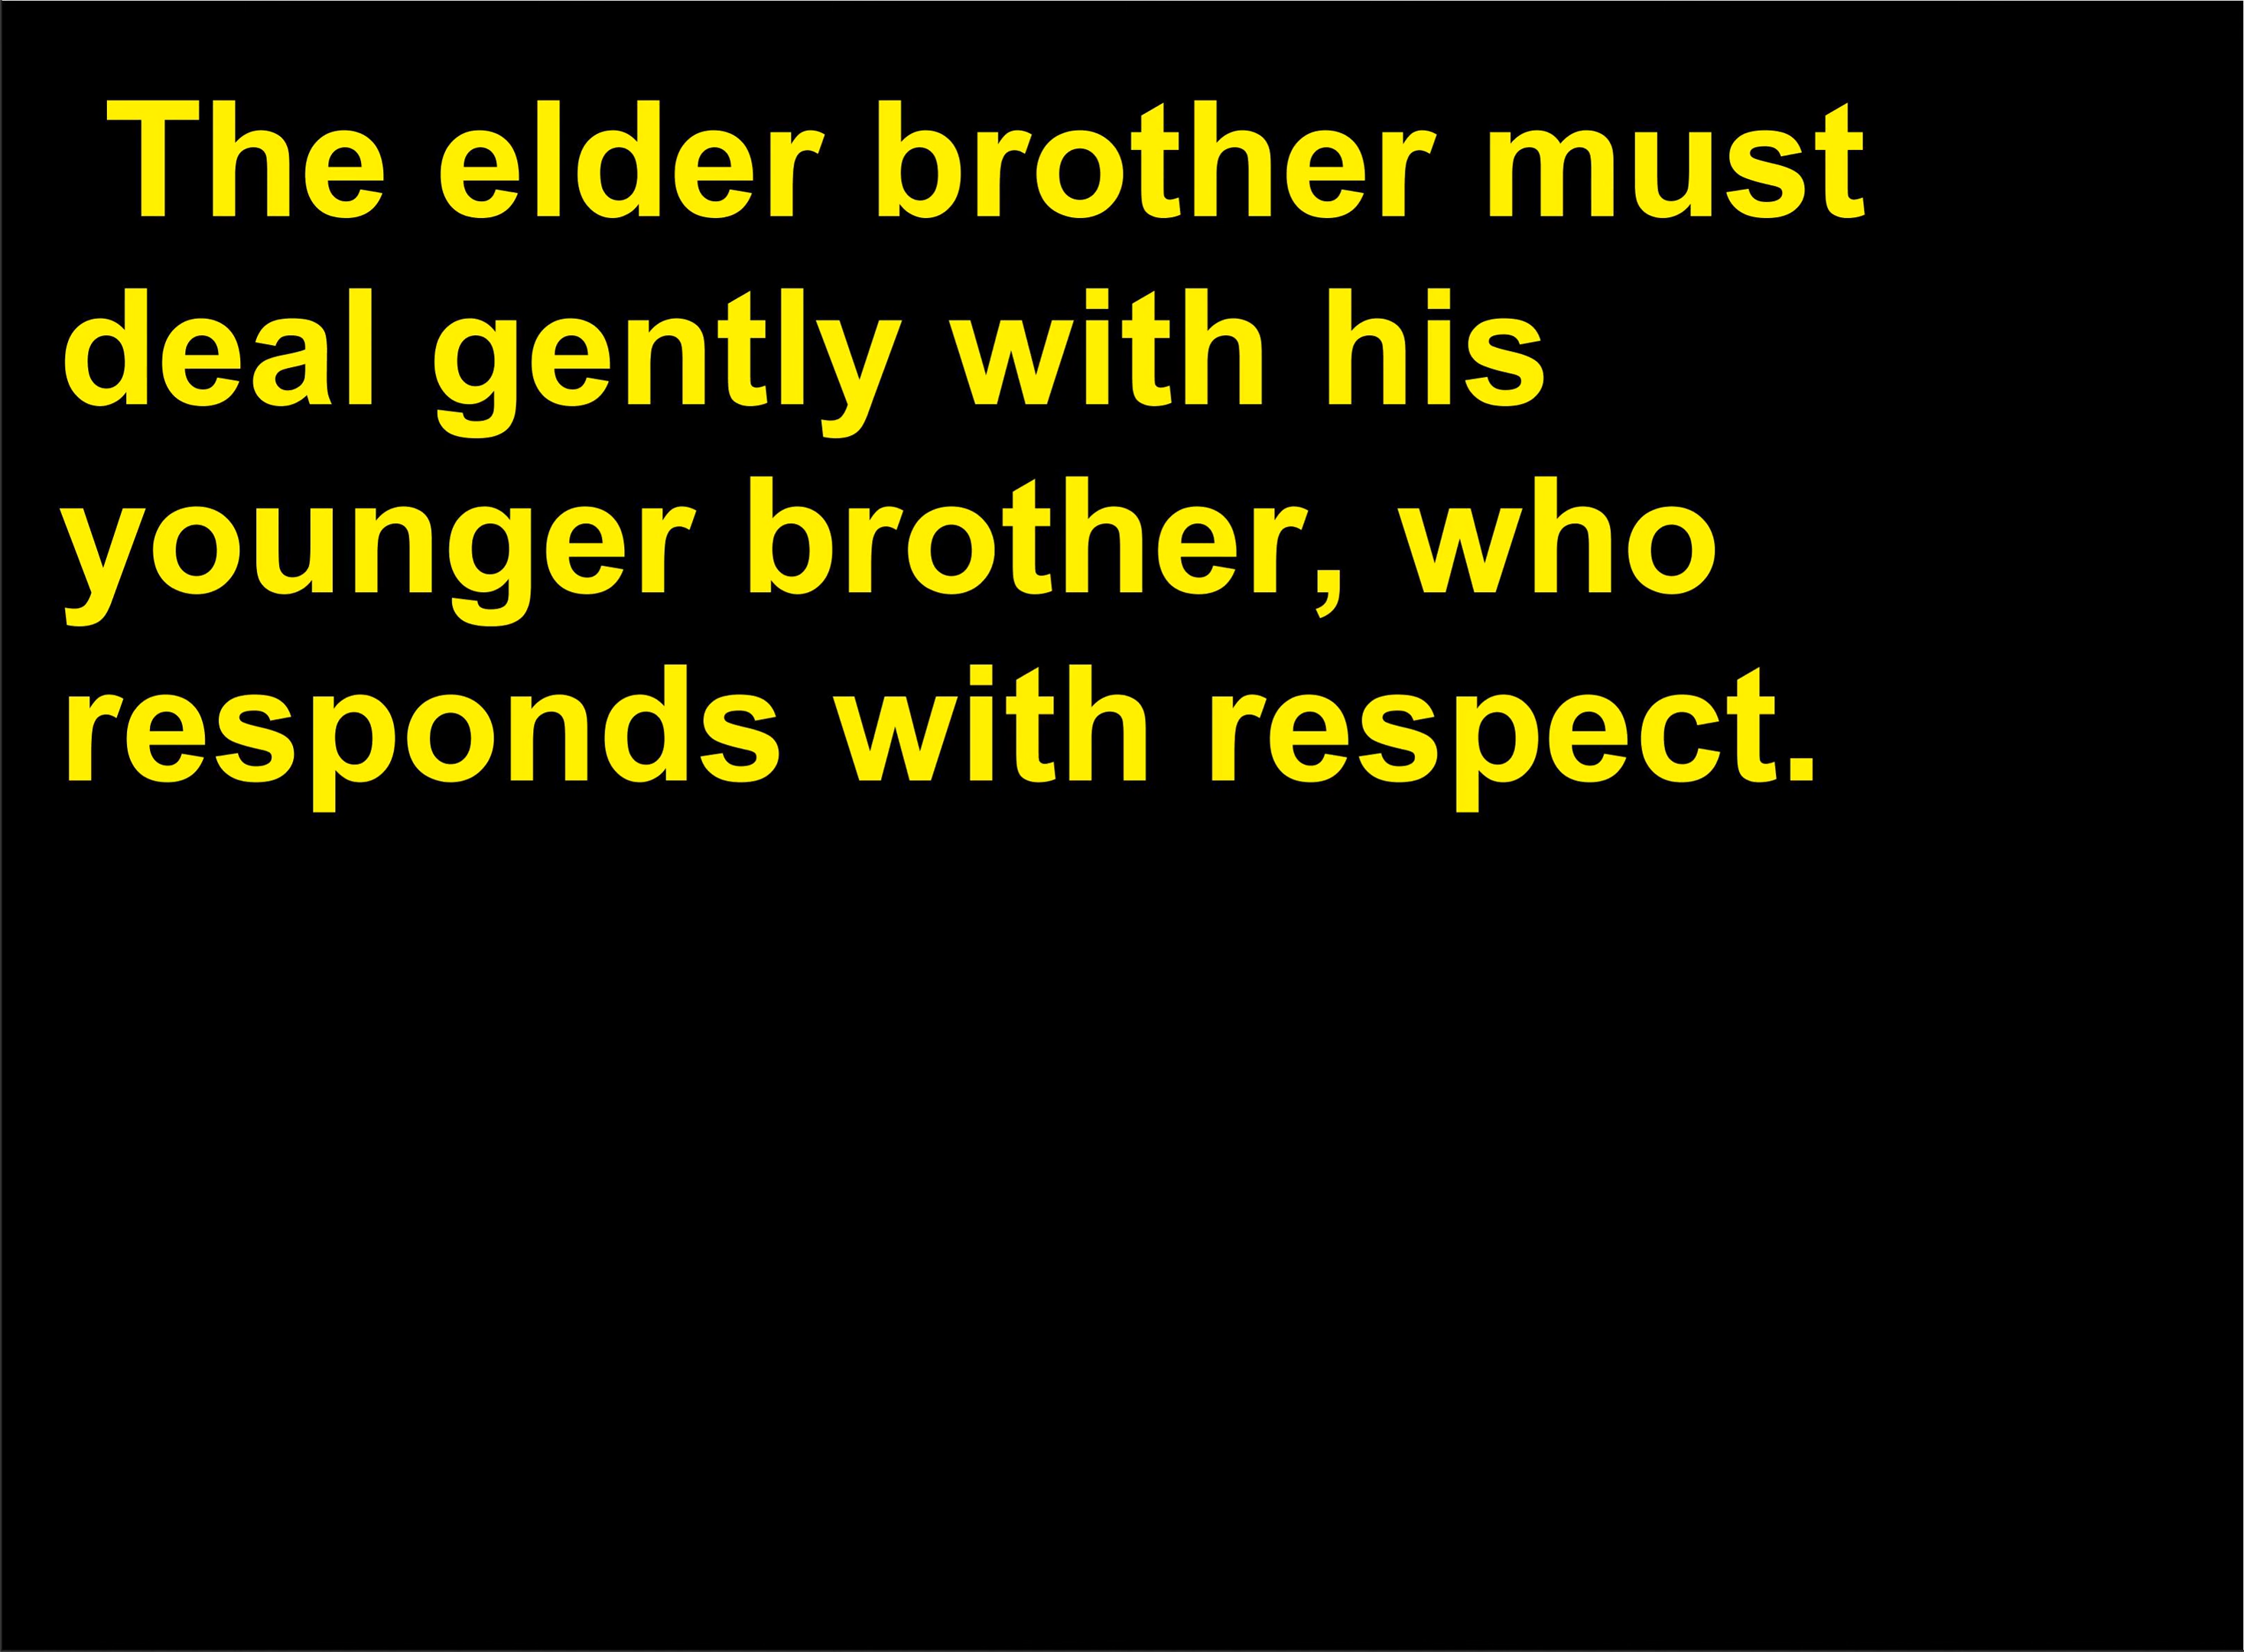 The elder brother must
deal gently with his
younger brother, who
responds with respect.